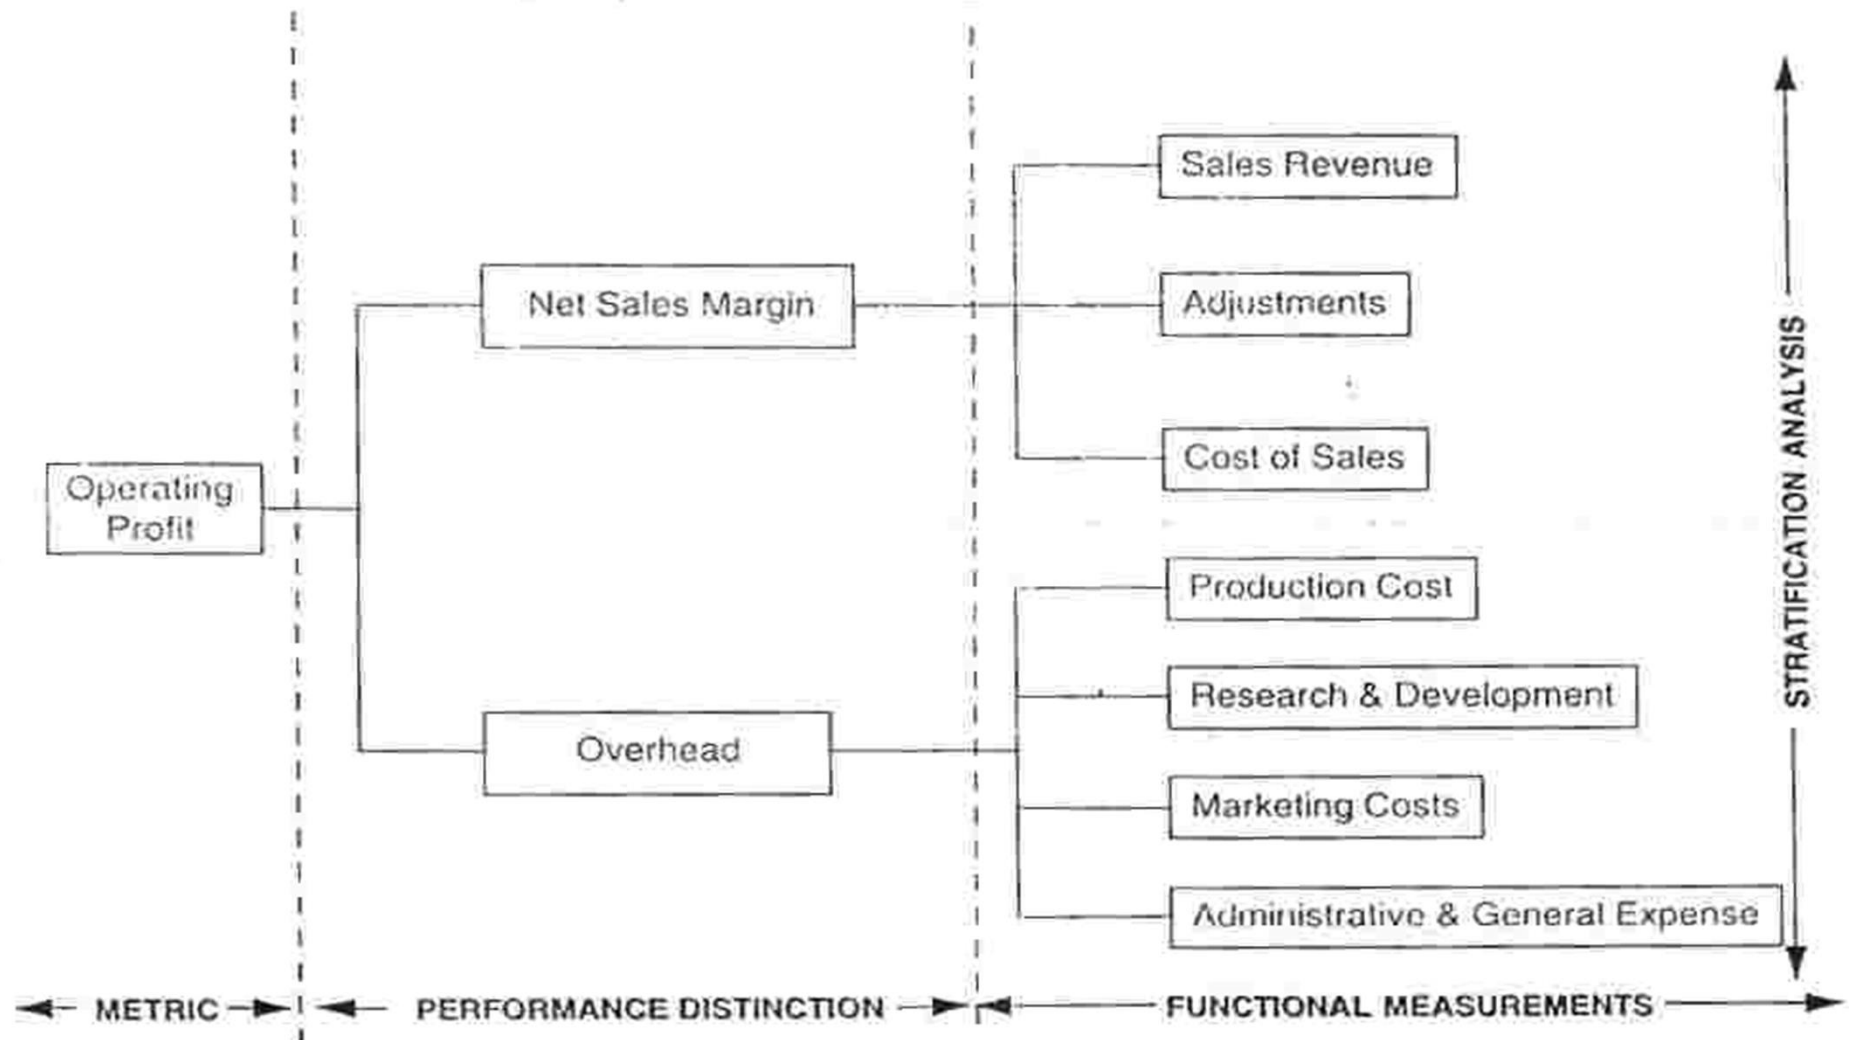 Sales Revenue
Net Sales Margin
Adjustments
Cost of Sales
Operating
Profit
Production Cost
Research & Development
Overhead
Marketing Costs
Administrative & General Expense
STRATIFICATION ANALYSIS
METRIC
PERFORMANCE DISTINCTION
FUNCTIONAL MEASUREMENTS